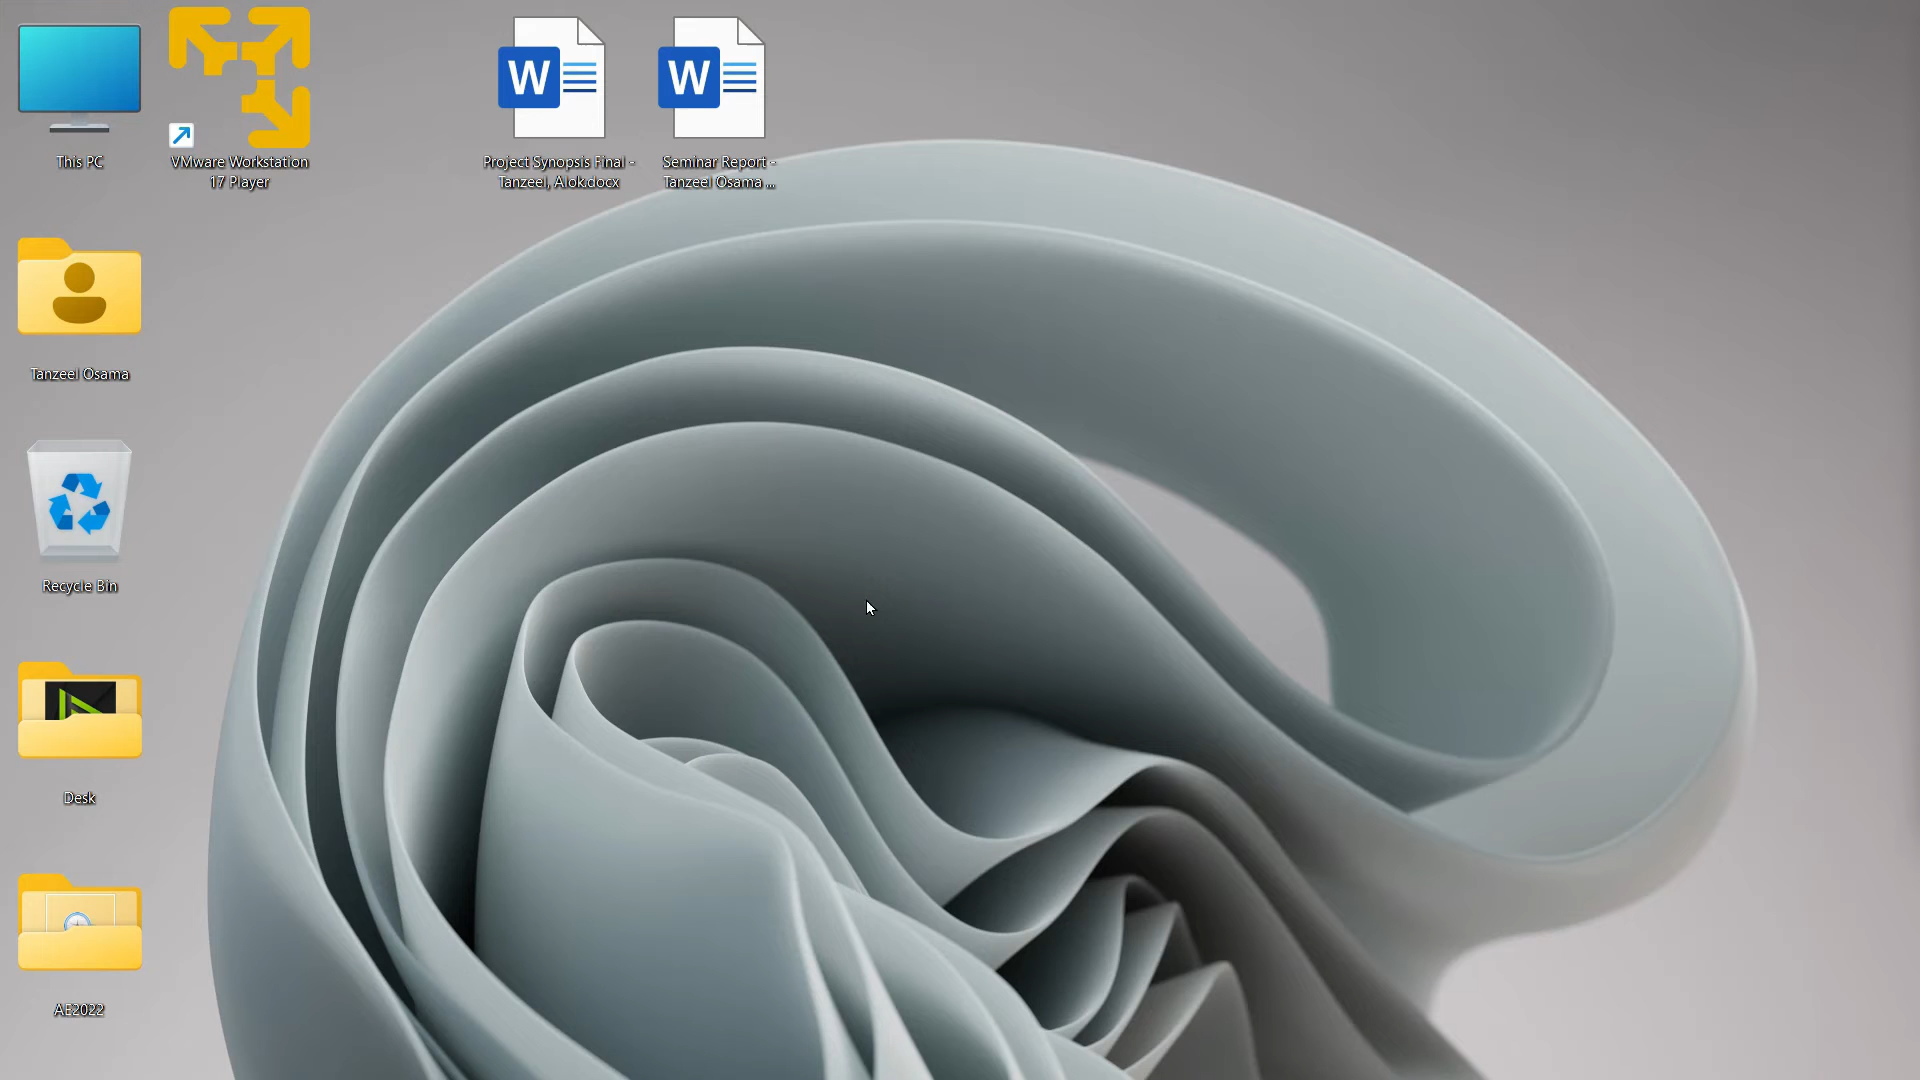 This PC
VMware Workstation
17 Player
W
Project Synopsis Final -
Tanzeel, Alok.docx
W
Seminar Report -
Tanzeel Osama ...
Tanzeel Osama
Recycle Bin
Desk
AE2022